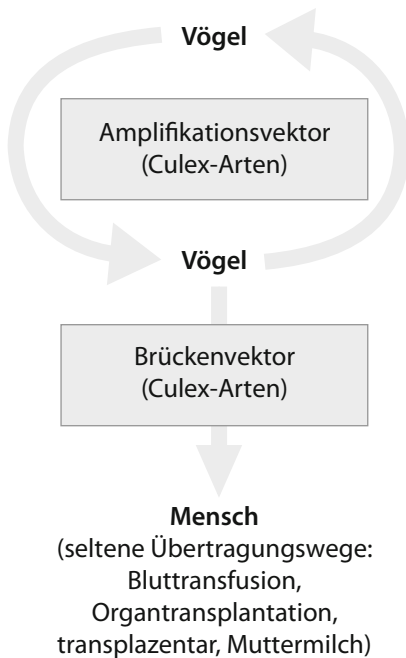 Vögel
Amplifikationsvektor
(Culex-Arten)
Vögel
Brückenvektor
(Culex-Arten)
Mensch
(seltene Übertragungswege:
Bluttransfusion,
Organtransplantation,
transplazentar, Muttermilch)